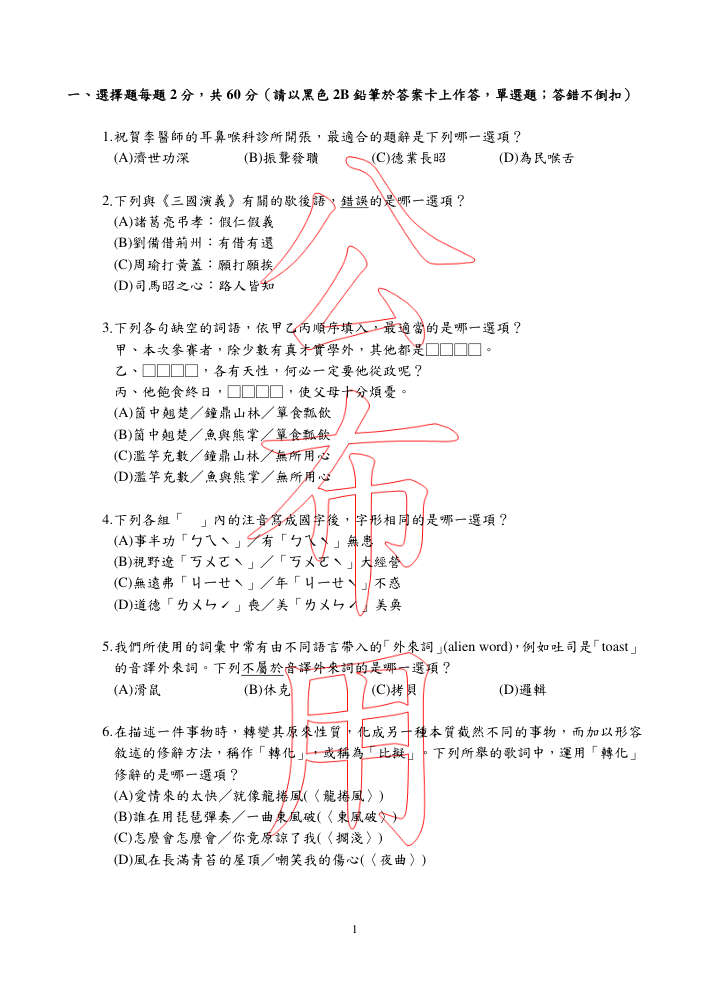 一、選擇題每題 2 分，共 60 分（請以黑色 2B 鉛筆於答案卡上作答，單選題；答錯不倒扣）
1.祝賀李醫師的耳鼻喉科診所開張，最適合的題辭是下列哪一選項？
(A)濟世功深 (B)振聾發聵 (C)德業長昭 (D)為民喉舌
2.下列與《三國演義》有關的歇後語，錯誤的是哪一選項？
(A)諸葛亮弔孝：假仁假義
(B)劉備借荊州：有借有還
(C)周瑜打黃蓋：願打願挨
(D)司馬昭之心：路人皆知
3.下列各句缺空的詞語，依甲乙丙順序填入，最適當的是哪一選項？
甲、本次參賽者，除少數有真才實學外，其他都是□□□□。
乙、□□□□，各有天性，何必一定要他從政呢？
丙、他飽食終日，□□□□，使父母十分煩憂。
(A)箇中翹楚／鐘鼎山林／簞食瓢飲
(B)箇中翹楚／魚與熊掌／簞食瓢飲
(C)濫竽充數／鐘鼎山林／無所用心
(D)濫竽充數／魚與熊掌／無所用心
4.下列各組「　」內的注音寫成國字後，字形相同的是哪一選項？
(A)事半功「ㄅㄟˋ」／有「ㄅㄟˋ」無患
(B)視野遼「ㄎㄨㄛˋ」／「ㄎㄨㄛˋ」大經營
(C)無遠弗「ㄐㄧㄝˋ」／年「ㄐㄧㄝˋ」不惑
(D)道德「ㄌㄨㄣˊ」喪／美「ㄌㄨㄣˊ」美奐
5.我們所使用的詞彙中常有由不同語言帶入的「外來詞」(alien word)，例如吐司是「toast」
的音譯外來詞。下列不屬於音譯外來詞的是哪一選項？
(A)滑鼠 (B)休克 (C)拷貝 (D)邏輯
6.在描述一件事物時，轉變其原來性質，化成另一種本質截然不同的事物，而加以形容
敘述的修辭方法，稱作「轉化」，或稱為「比擬」。下列所舉的歌詞中，運用「轉化」
修辭的是哪一選項？
(A)愛情來的太快／就像龍捲風(〈龍捲風〉)
(B)誰在用琵琶彈奏／一曲東風破(〈東風破〉)
(C)怎麼會怎麼會／你竟原諒了我(〈擱淺〉)
(D)風在長滿青苔的屋頂／嘲笑我的傷心(〈夜曲〉)
公布用
1